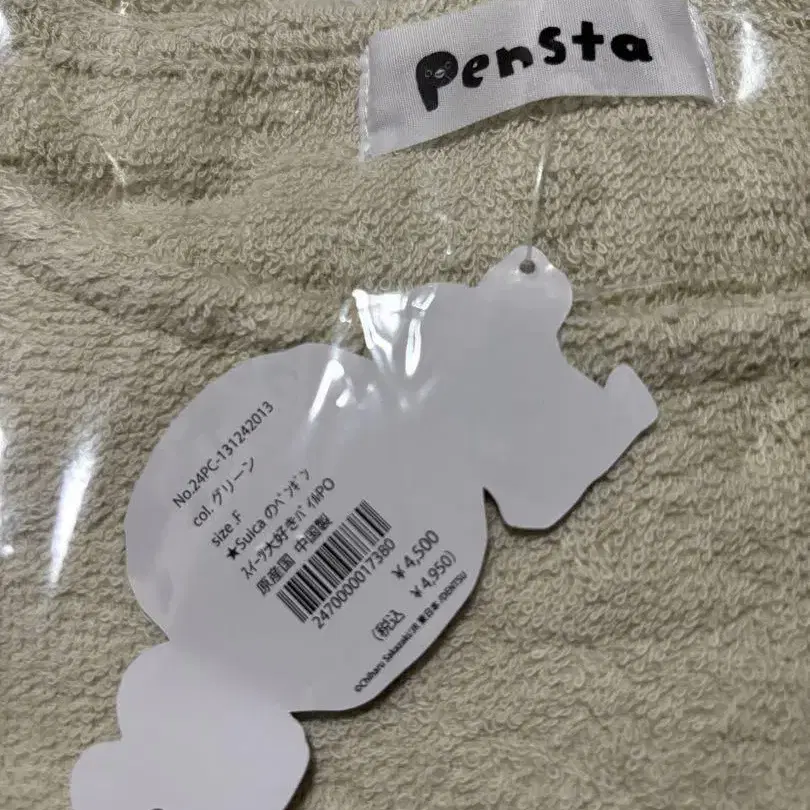 Pensta
No.24PC-131242013
col. グリーン
size .F
★Suica のﾍﾟﾝｷﾞﾝ
ｽｲｰﾂ大好きﾊﾟｲﾙPO
原産国 中国製
2470000017380
¥4,500
(税込 ¥4,950)
©Chiharu Sakazaki/JR東日本/DENTSU